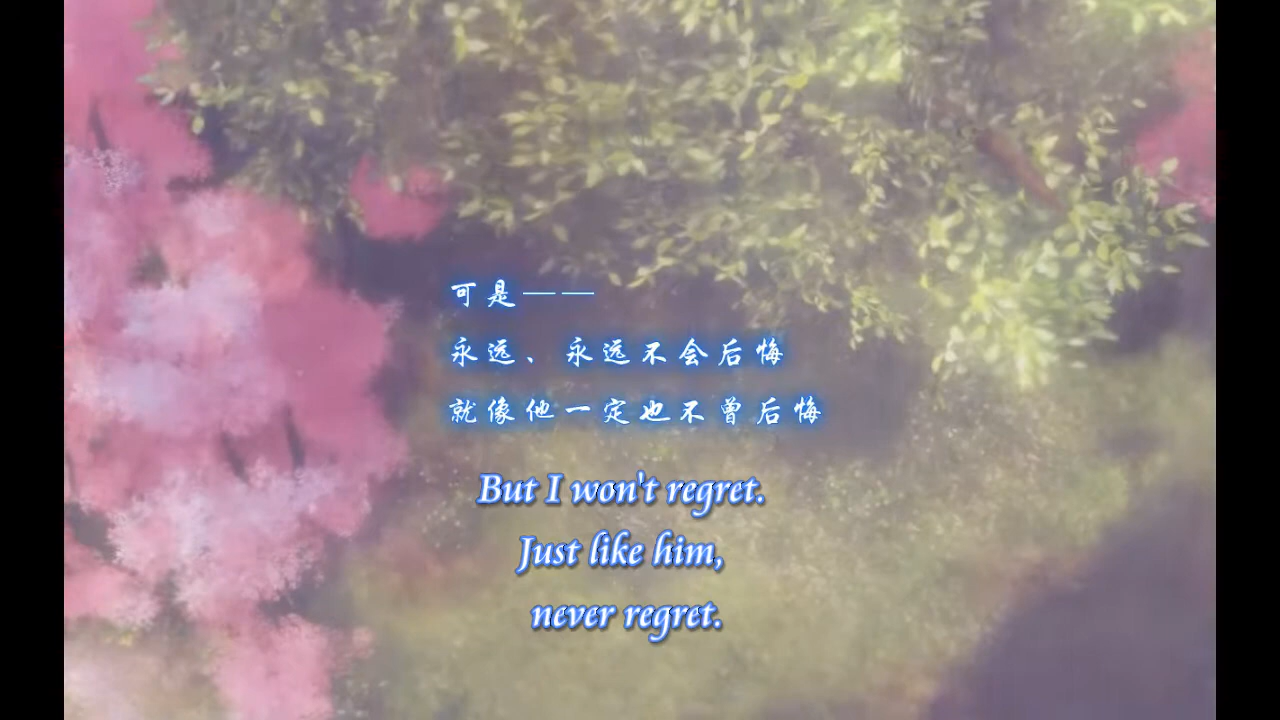 可是——
永远、永远不会后悔
就像他一定也不曾后悔
But I won't regret.
Just like him,
never regret.